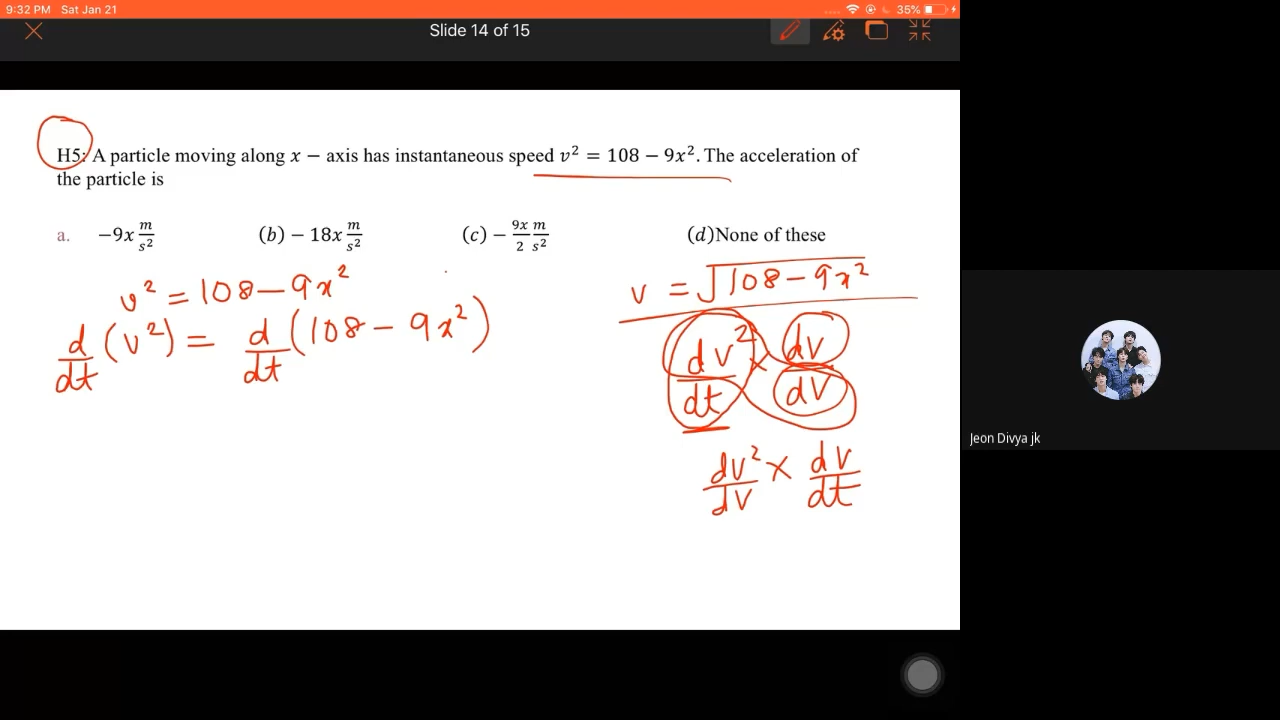 9:32 PM Sat Jan 21 35%
Slide 14 of 15
H5: A particle moving along x − axis has instantaneous speed v² = 108 − 9x². The acceleration of
the particle is
a. −9x m/s² (b) − 18x m/s² (c) − 9x/2 m/s² (d)None of these
v² = 108 − 9x²
d/dt (v²) = d/dt (108 − 9x²)
v = √108 − 9x²
dv²/dt × dv/dv
dv²/dv × dv/dt
Jeon Divya jk